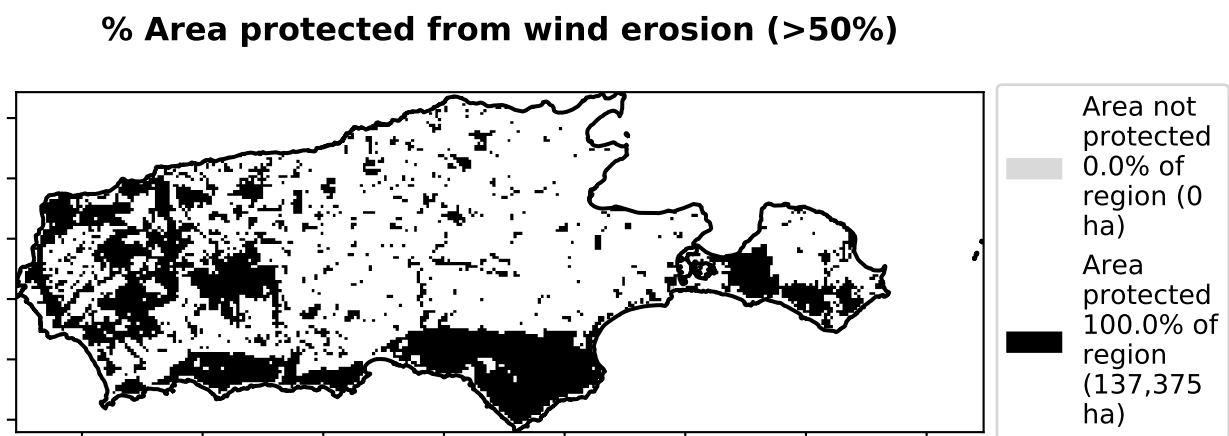 % Area protected from wind erosion (>50%)
Area not
protected
0.0% of
region (0
ha)
Area
protected
100.0% of
region
(137,375
ha)